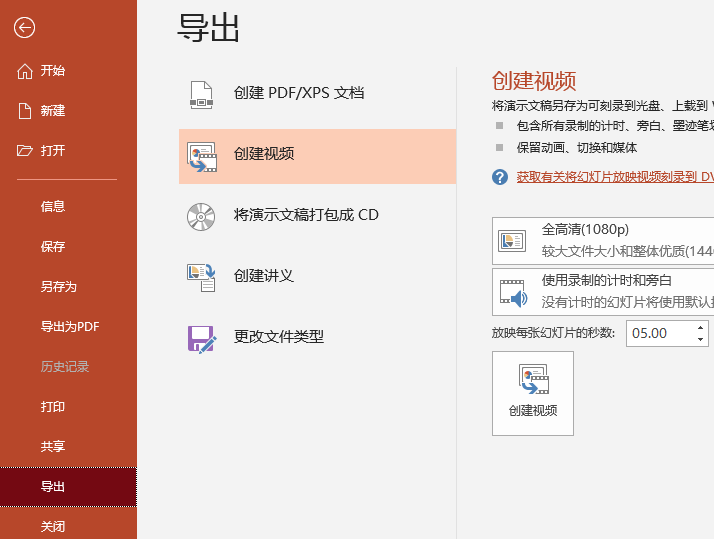 导出
开始
新建
打开
信息
保存
另存为
导出为PDF
历史记录
打印
共享
导出
关闭
创建 PDF/XPS 文档
创建视频
将演示文稿打包成 CD
创建讲义
更改文件类型
创建视频
将演示文稿另存为可刻录到光盘、上载到
包含所有录制的计时、旁白、墨迹笔
保留动画、切换和媒体
获取有关将幻灯片放映视频刻录到 DV
全高清(1080p)
较大文件大小和整体优质(144
使用录制的计时和旁白
没有计时的幻灯片将使用默认
放映每张幻灯片的秒数: 05.00
创建视频